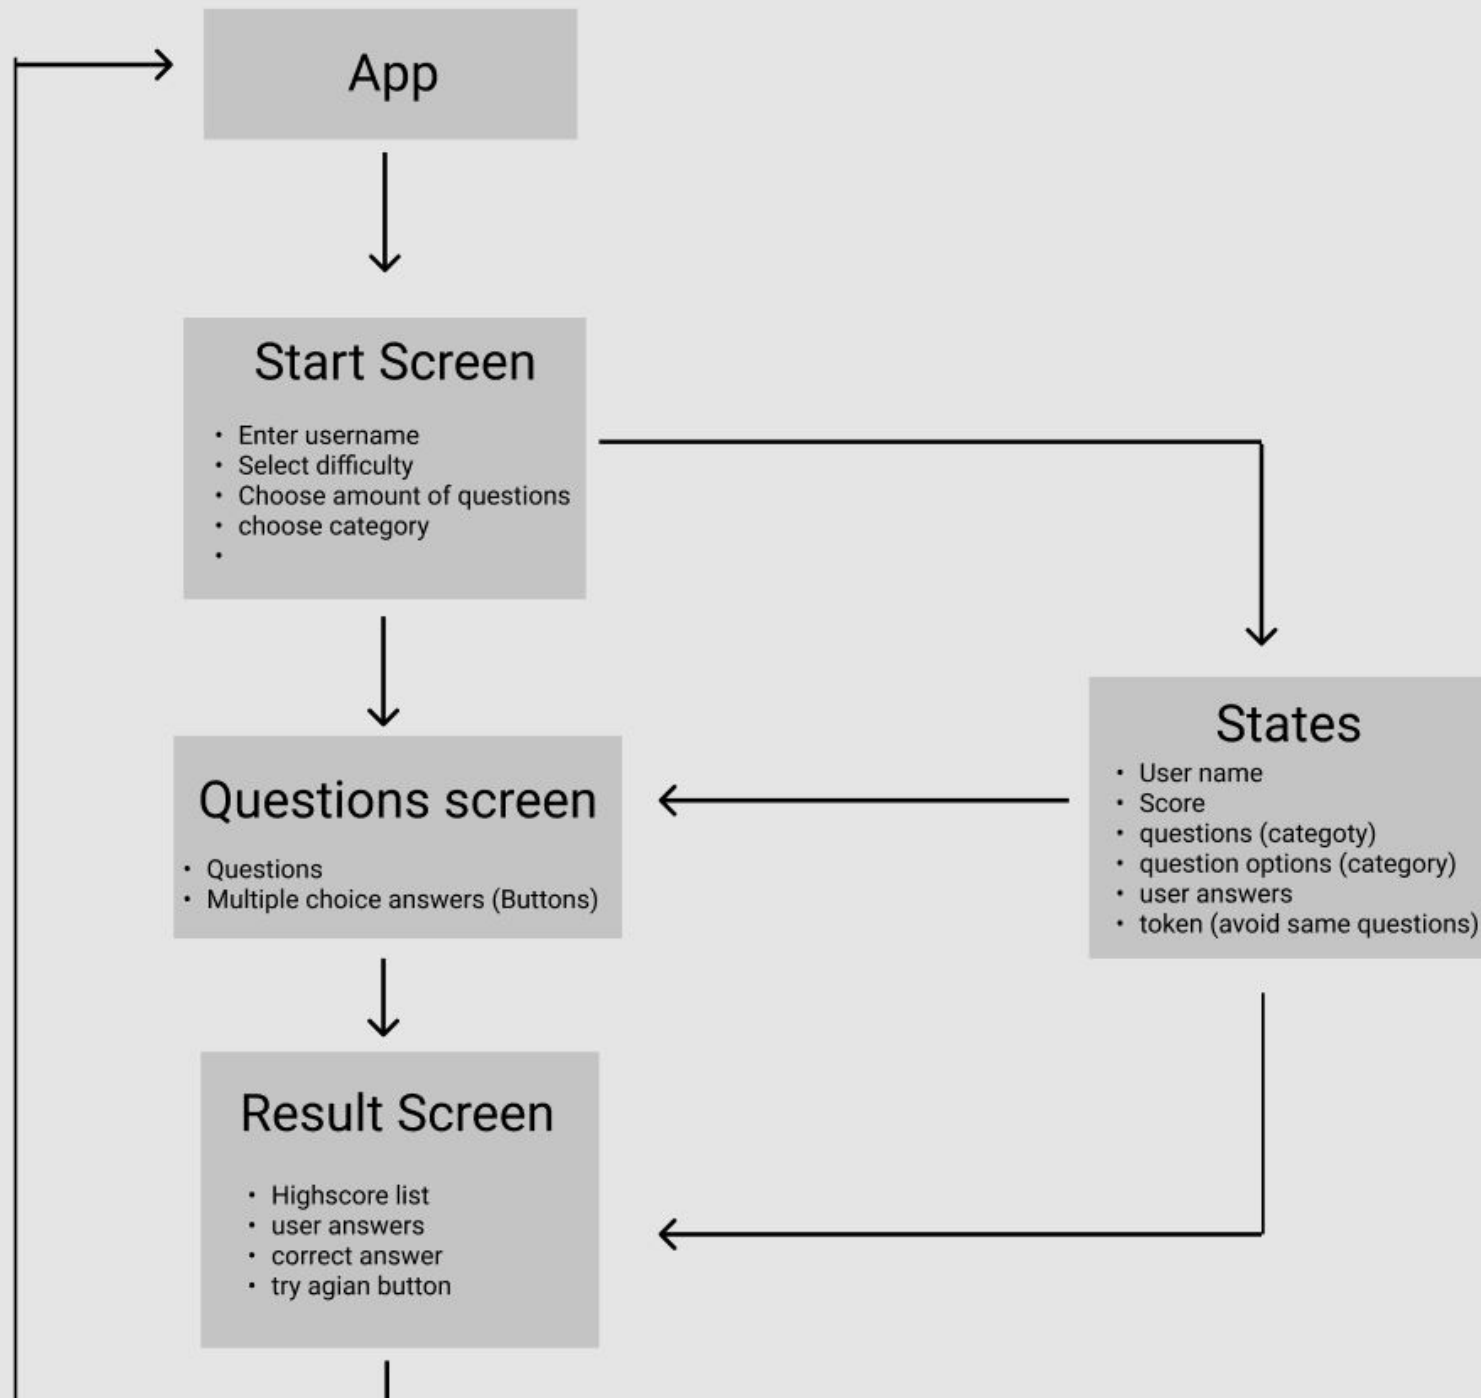 App
Start Screen
• Enter username
• Select difficulty
• Choose amount of questions
• choose category
•
Questions screen
• Questions
• Multiple choice answers (Buttons)
States
• User name
• Score
• questions (categoty)
• question options (category)
• user answers
• token (avoid same questions)
Result Screen
• Highscore list
• user answers
• correct answer
• try agian button